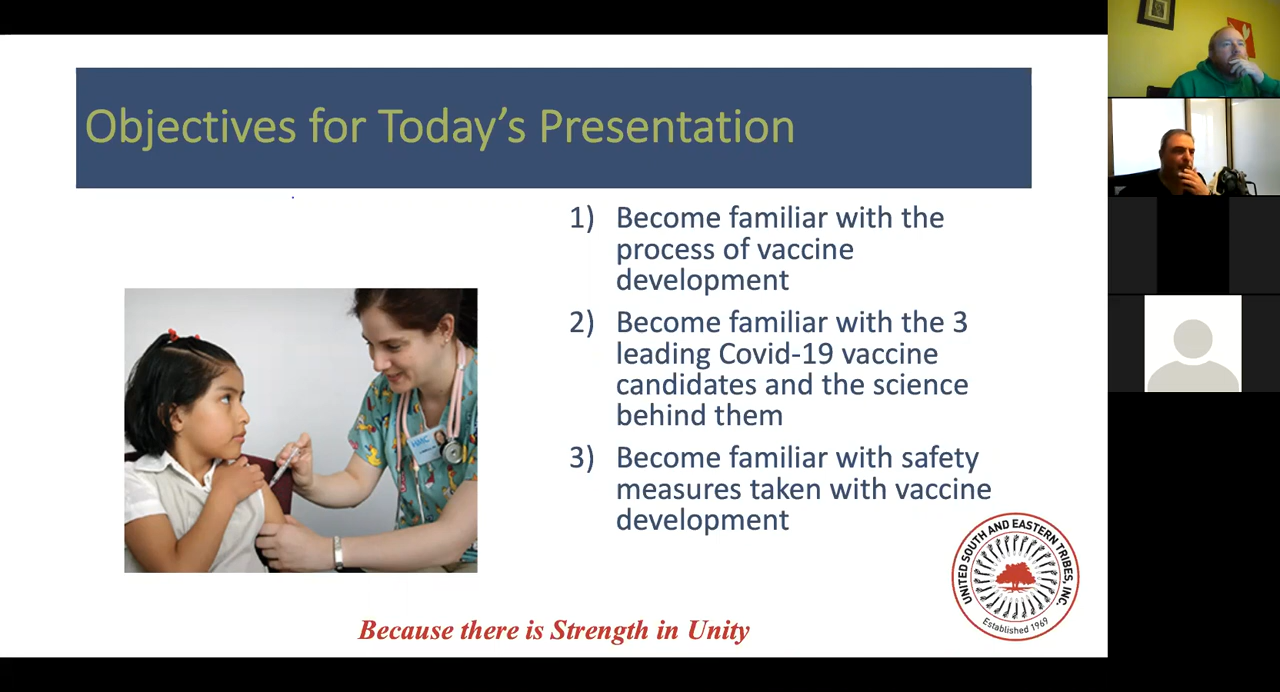 Objectives for Today's Presentation
1) Become familiar with the
process of vaccine
development
2) Become familiar with the 3
leading Covid-19 vaccine
candidates and the science
behind them
3) Become familiar with safety
measures taken with vaccine
development
UNITED SOUTH AND EASTERN TRIBES, INC.
Established 1969
Because there is Strength in Unity